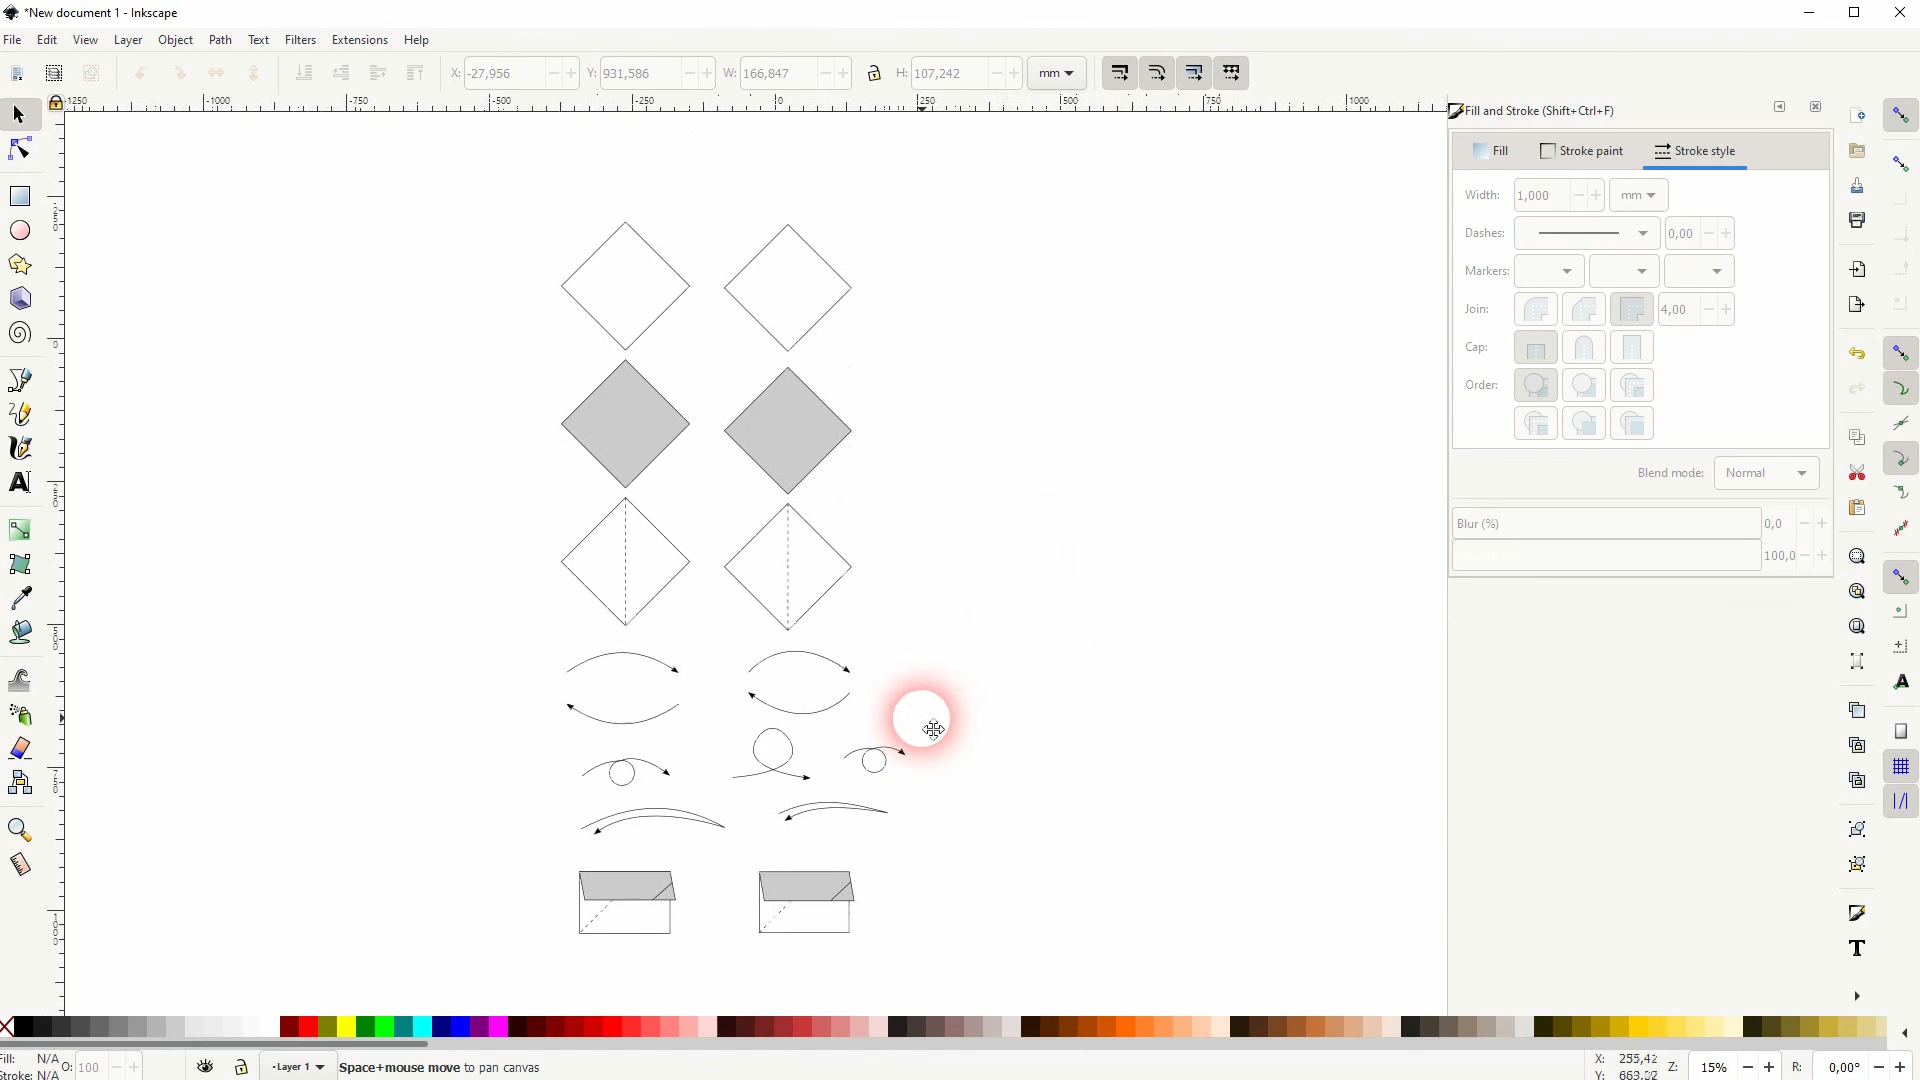 *New document 1 - Inkscape
File Edit View Layer Object Path Text Filters Extensions Help
X: -27,956 Y: 931,586 W: 166,847 H: 107,242 mm
-1250 -1000 -750 -500 -250 0 250 500 750 1000
Fill and Stroke (Shift+Ctrl+F)
Fill Stroke paint Stroke style
Width: 1,000 mm
Dashes: 0,00
Markers:
Join: 4,00
Cap:
Order:
Blend mode: Normal
Blur (%) 0,0
100,0
Fill: N/A
Stroke: N/A
O: 100
-Layer 1
Space+mouse move to pan canvas
X: 255,42
Y: 663,02
Z: 15%
R: 0,00°